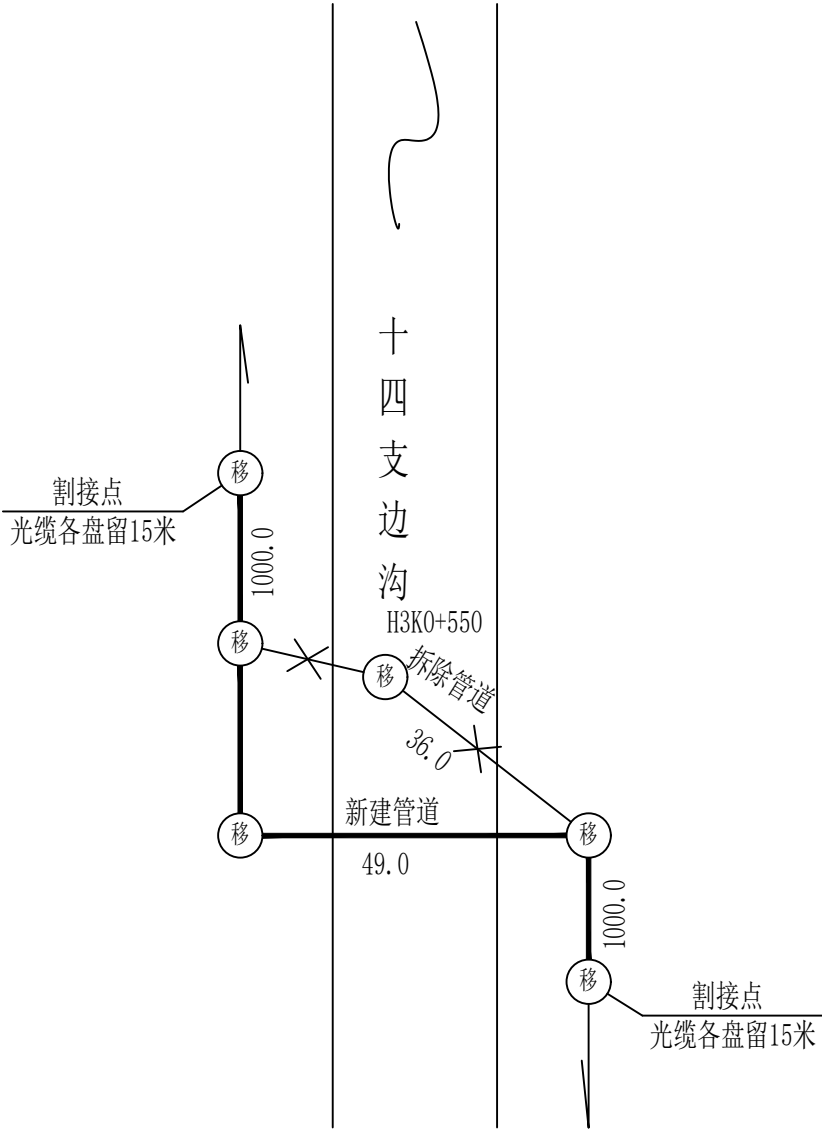 十四支边沟
移
割接点
光缆各盘留15米
1000.0
H3K0+550
移
移
拆除管道
36.0
新建管道
移
移
49.0
1000.0
移
割接点
光缆各盘留15米